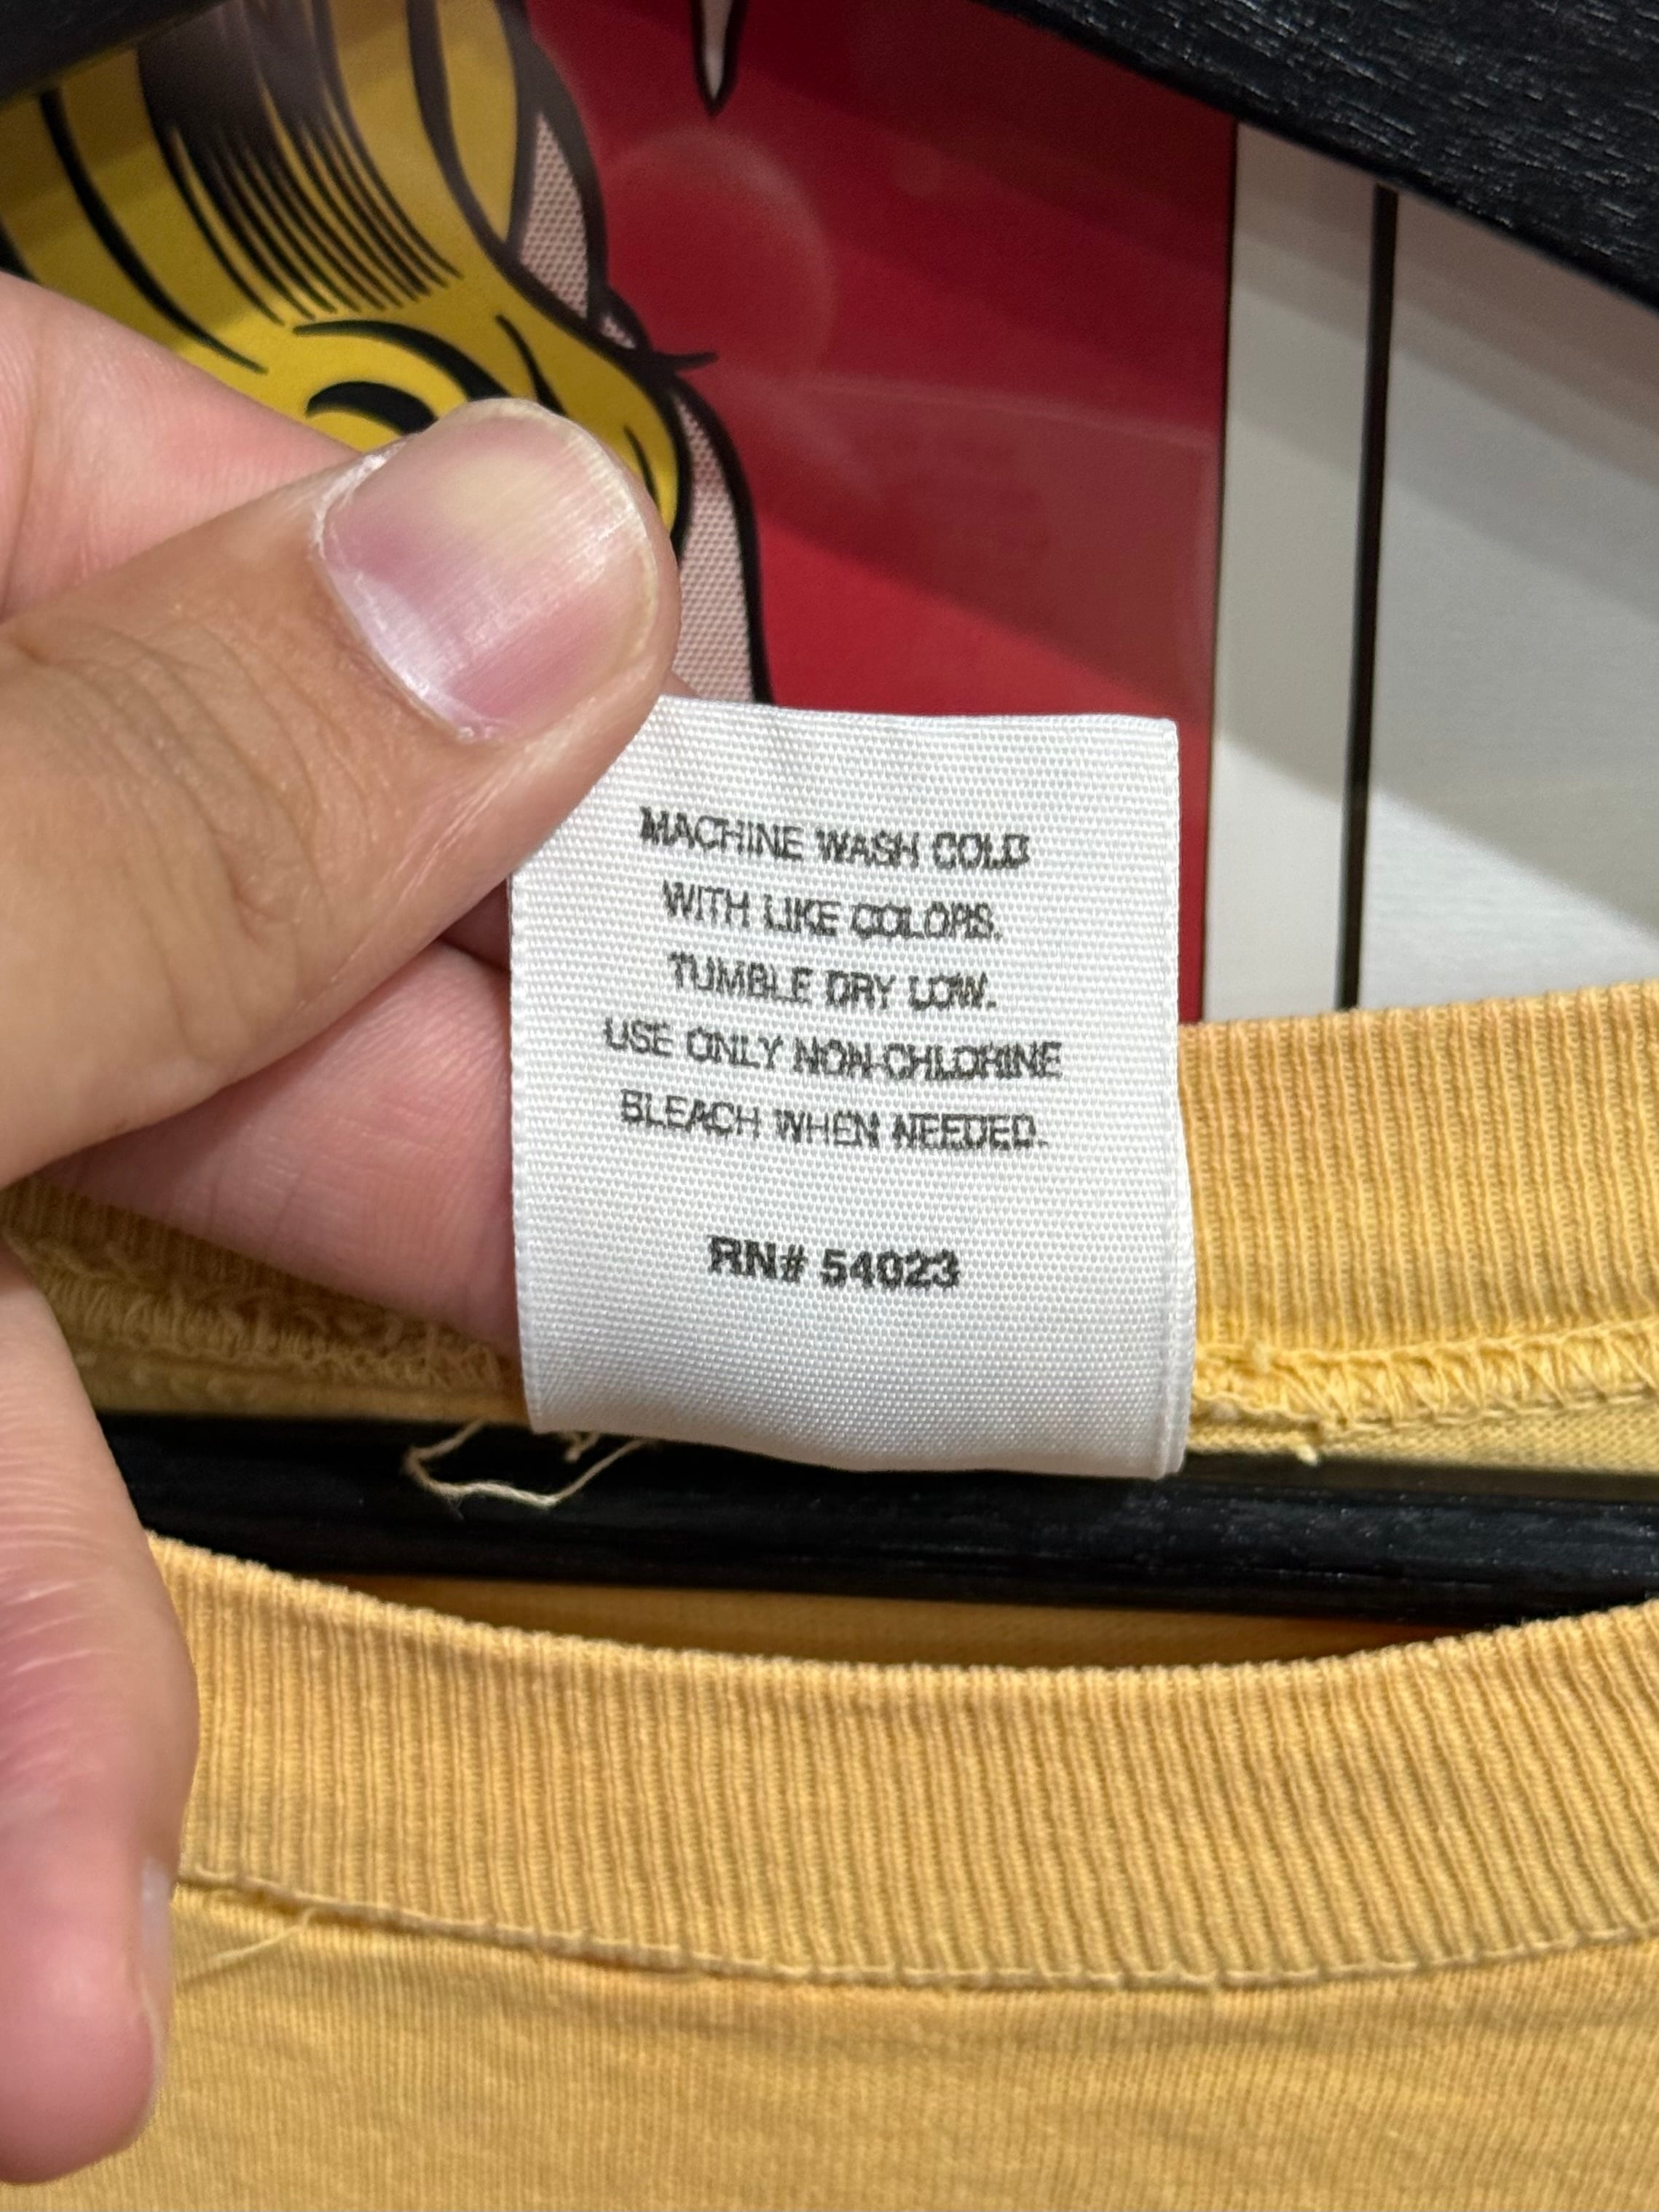 MACHINE WASH COLD
WITH LIKE COLORS.
TUMBLE DRY LOW.
USE ONLY NON-CHLORINE
BLEACH WHEN NEEDED.
RN# 54023